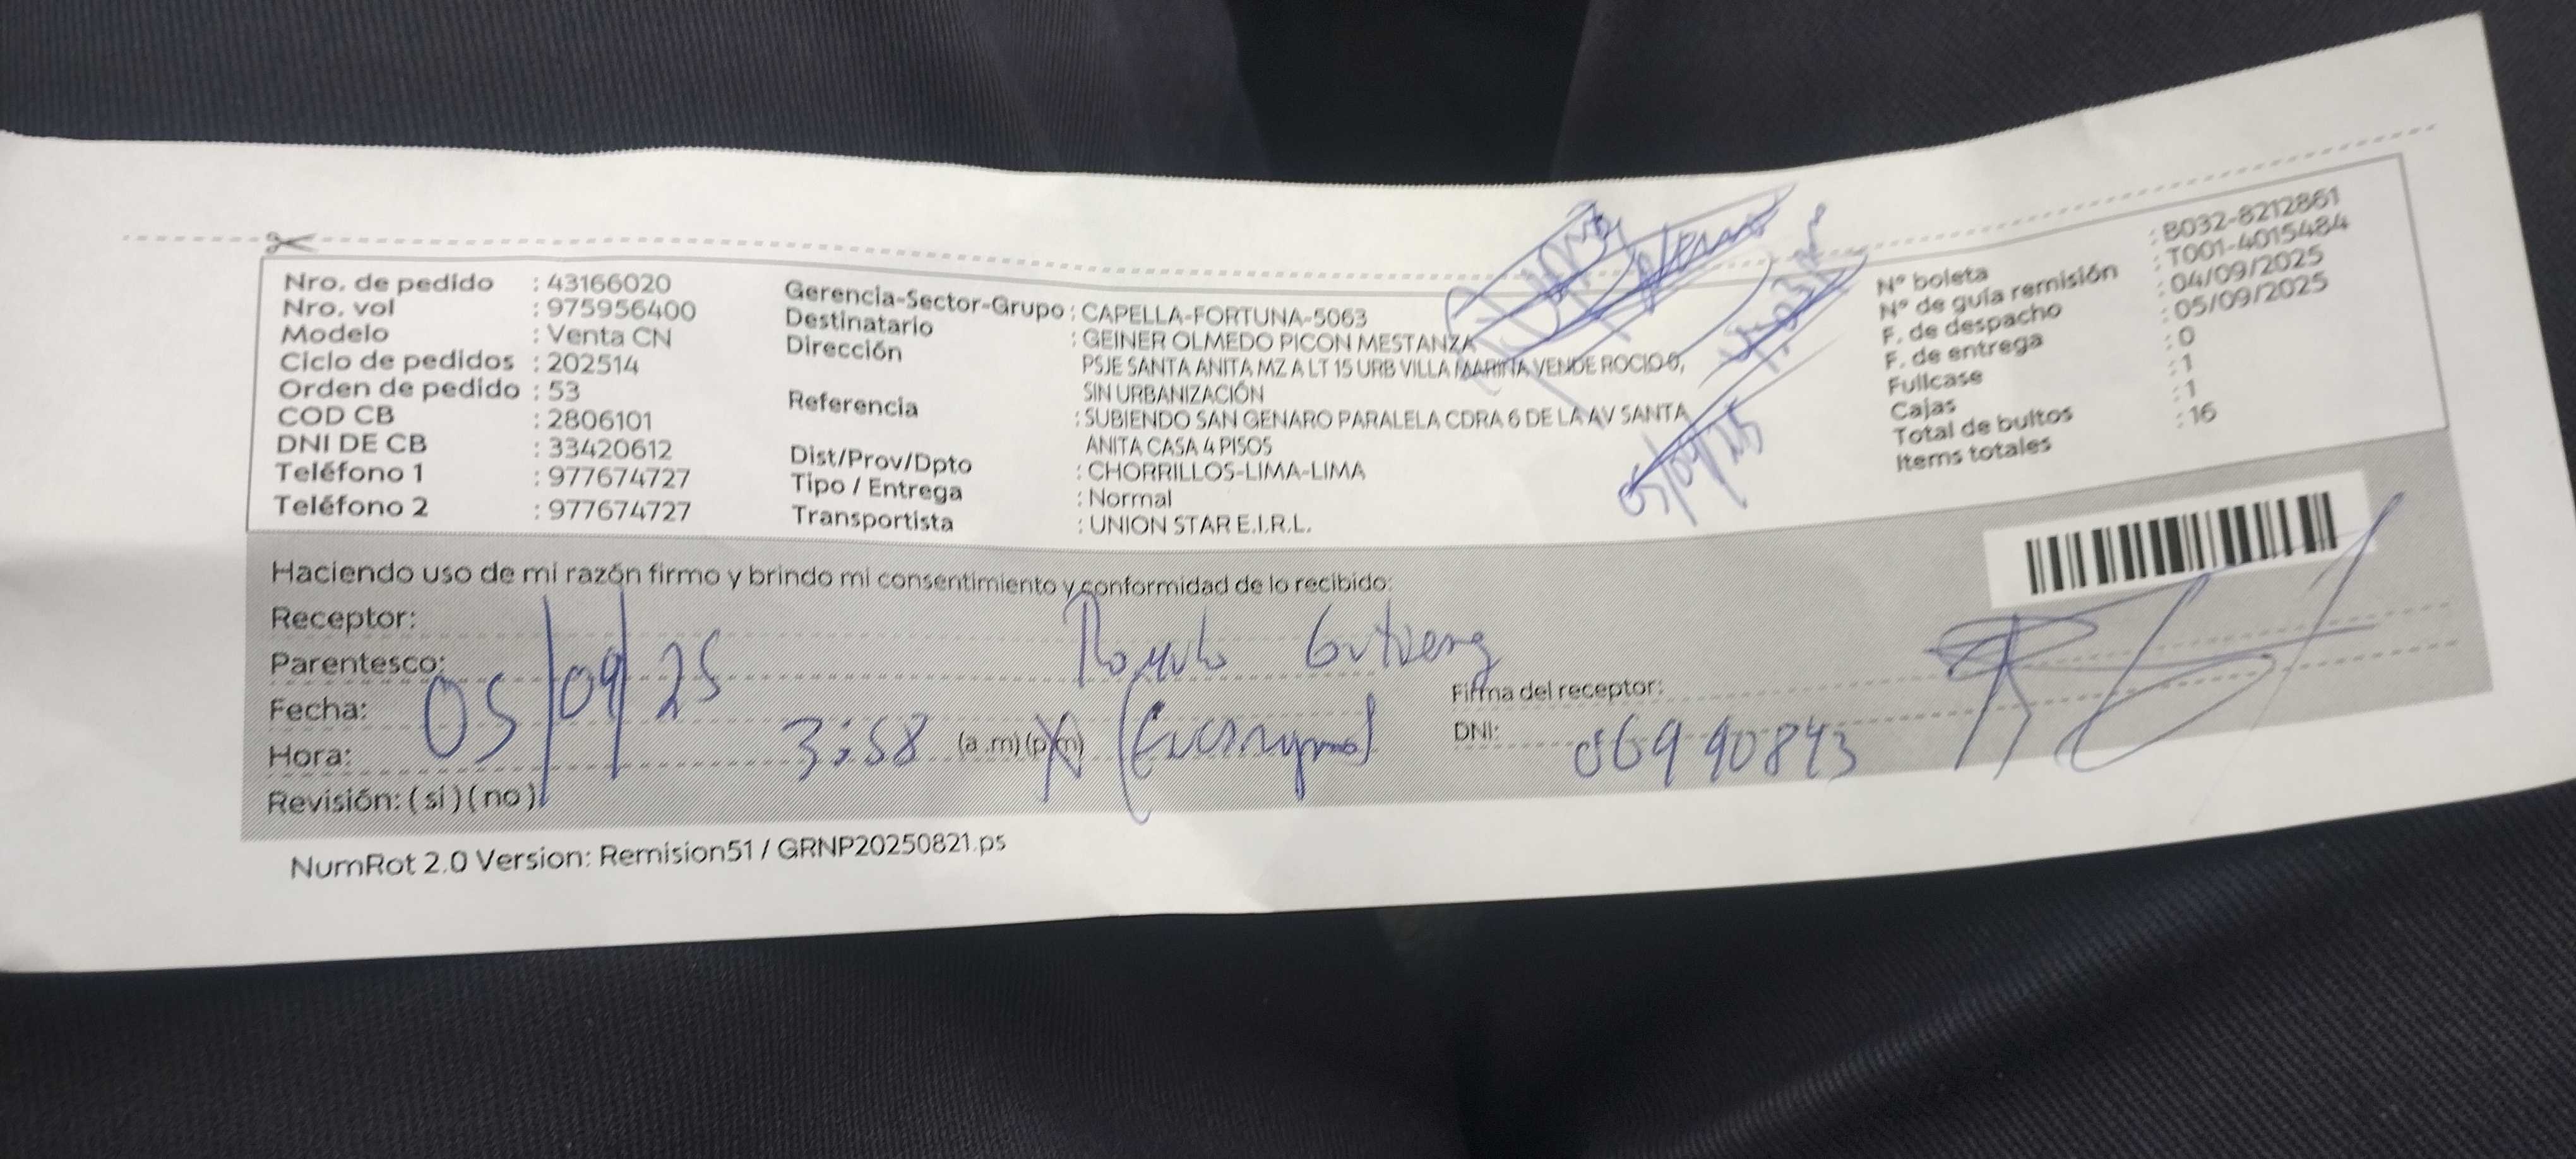 Nro. de pedido : 43166020
Nro. vol : 975956400
Modelo : Venta CN
Ciclo de pedidos : 202514
Orden de pedido : 53
COD CB : 2806101
DNI DE CB : 33420612
Teléfono 1 : 977674727
Teléfono 2 : 977674727
Gerencia-Sector-Grupo : CAPELLA-FORTUNA-5063
Destinatario : GEINER OLMEDO PICON MESTANZA
Dirección : PSJE SANTA ANITA MZ A LT 15 URB VILLA MARINA VENDE ROCIO 0,
SIN URBANIZACIÓN
Referencia : SUBIENDO SAN GENARO PARALELA CDRA 6 DE LA AV SANTA
ANITA CASA 4 PISOS
Dist/Prov/Dpto : CHORRILLOS-LIMA-LIMA
Tipo / Entrega : Normal
Transportista : UNION STAR E.I.R.L.
05/09/25
N° boleta : B032-8212861
N° de guía remisión : T001-4015484
F. de despacho : 04/09/2025
F. de entrega : 05/09/2025
Fullcase : 0
Cajas : 1
Total de bultos : 1
Items totales : 16
Haciendo uso de mi razón firmo y brindo mi consentimiento y conformidad de lo recibido:
Receptor:
Parentesco:
Fecha: 05/09/25
Hora: 3:58 (a.m) (p.m)
Revisión: (si) (no)
Firma del receptor:
DNI: 06990843
NumRot 2.0 Version: Remision51 / GRNP20250821.ps